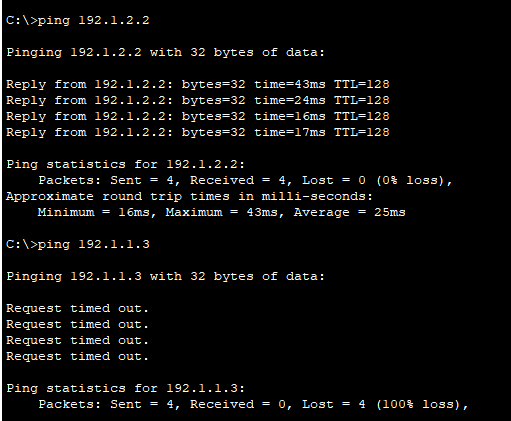 C:\>ping 192.1.2.2
Pinging 192.1.2.2 with 32 bytes of data:
Reply from 192.1.2.2: bytes=32 time=43ms TTL=128
Reply from 192.1.2.2: bytes=32 time=24ms TTL=128
Reply from 192.1.2.2: bytes=32 time=16ms TTL=128
Reply from 192.1.2.2: bytes=32 time=17ms TTL=128
Ping statistics for 192.1.2.2:
    Packets: Sent = 4, Received = 4, Lost = 0 (0% loss),
Approximate round trip times in milli-seconds:
    Minimum = 16ms, Maximum = 43ms, Average = 25ms
C:\>ping 192.1.1.3
Pinging 192.1.1.3 with 32 bytes of data:
Request timed out.
Request timed out.
Request timed out.
Request timed out.
Ping statistics for 192.1.1.3:
    Packets: Sent = 4, Received = 0, Lost = 4 (100% loss),